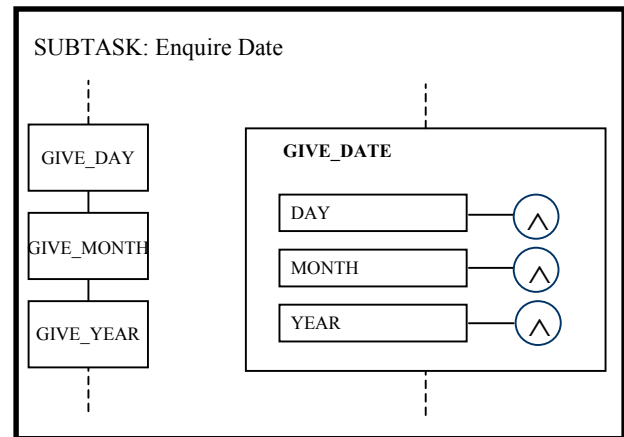 SUBTASK: Enquire Date
GIVE_DAY
GIVE_MONTH
GIVE_YEAR
GIVE_DATE
DAY
MONTH
YEAR